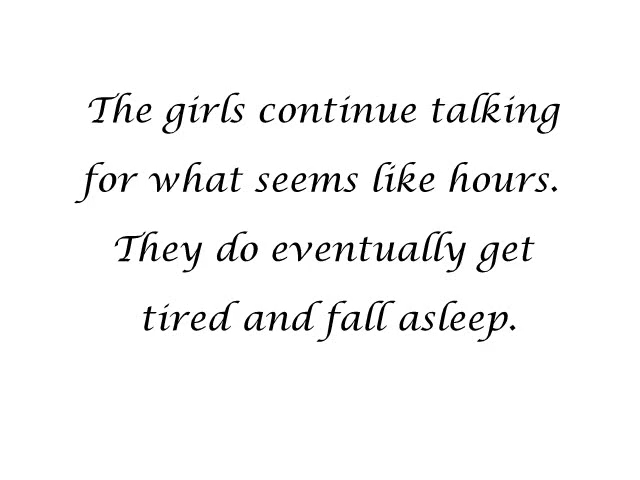 The girls continue talking
for what seems like hours.
They do eventually get
tired and fall asleep.